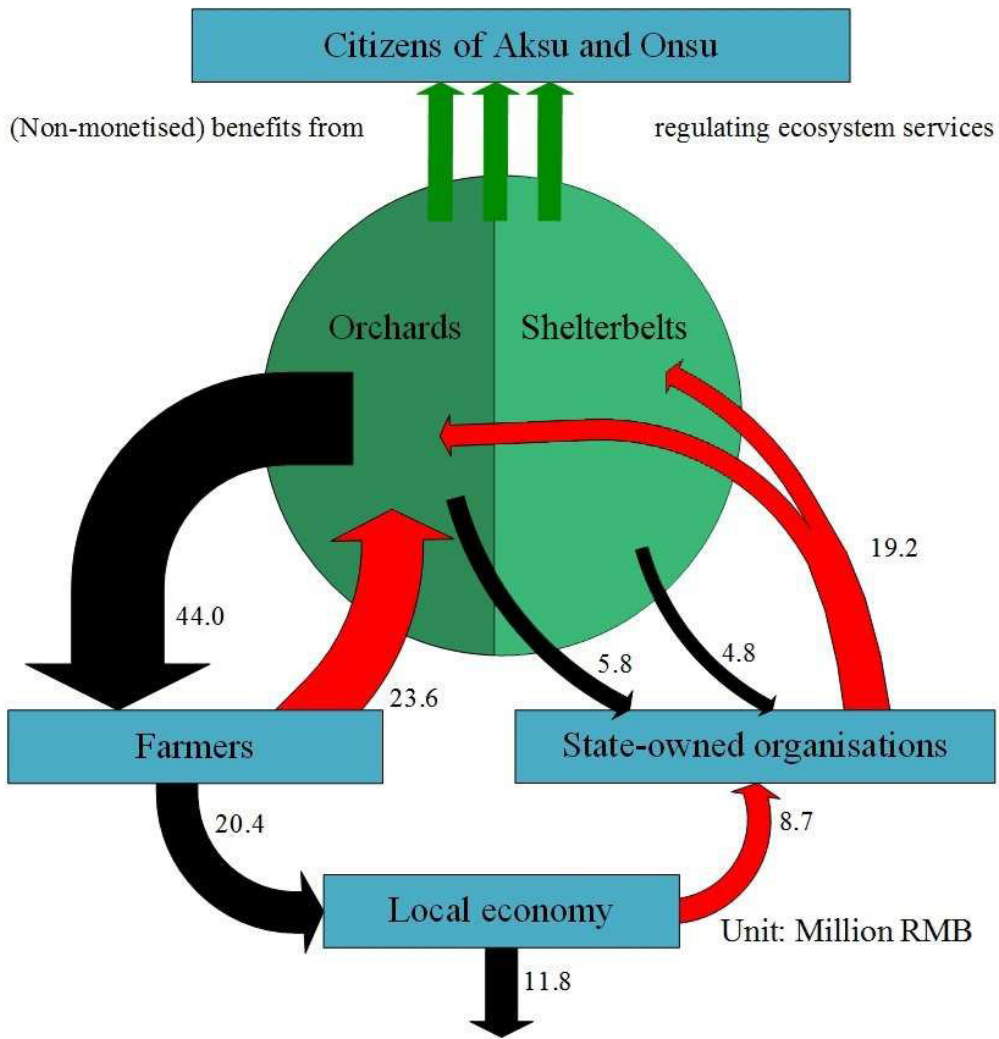 Citizens of Aksu and Onsu
(Non-monetised) benefits from
regulating ecosystem services
Orchards
Shelterbelts
19.2
44.0
5.8
4.8
23.6
Farmers
State-owned organisations
20.4
8.7
Local economy
Unit: Million RMB
11.8